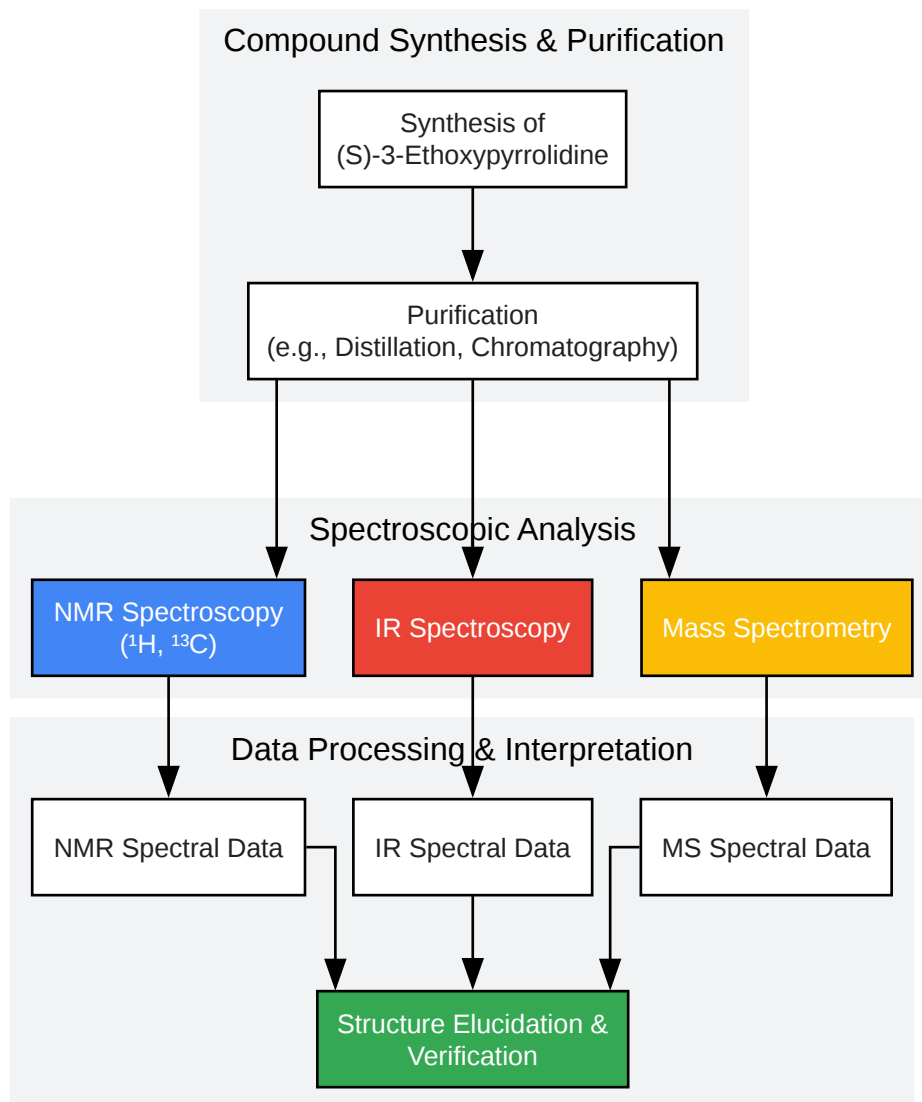 Compound Synthesis & Purification
Synthesis of
(S)-3-Ethoxypyrrolidine
Purification
(e.g., Distillation, Chromatography)
Spectroscopic Analysis
NMR Spectroscopy
(¹H, ¹³C)
IR Spectroscopy
Mass Spectrometry
Data Processing & Interpretation
NMR Spectral Data
IR Spectral Data
MS Spectral Data
Structure Elucidation &
Verification